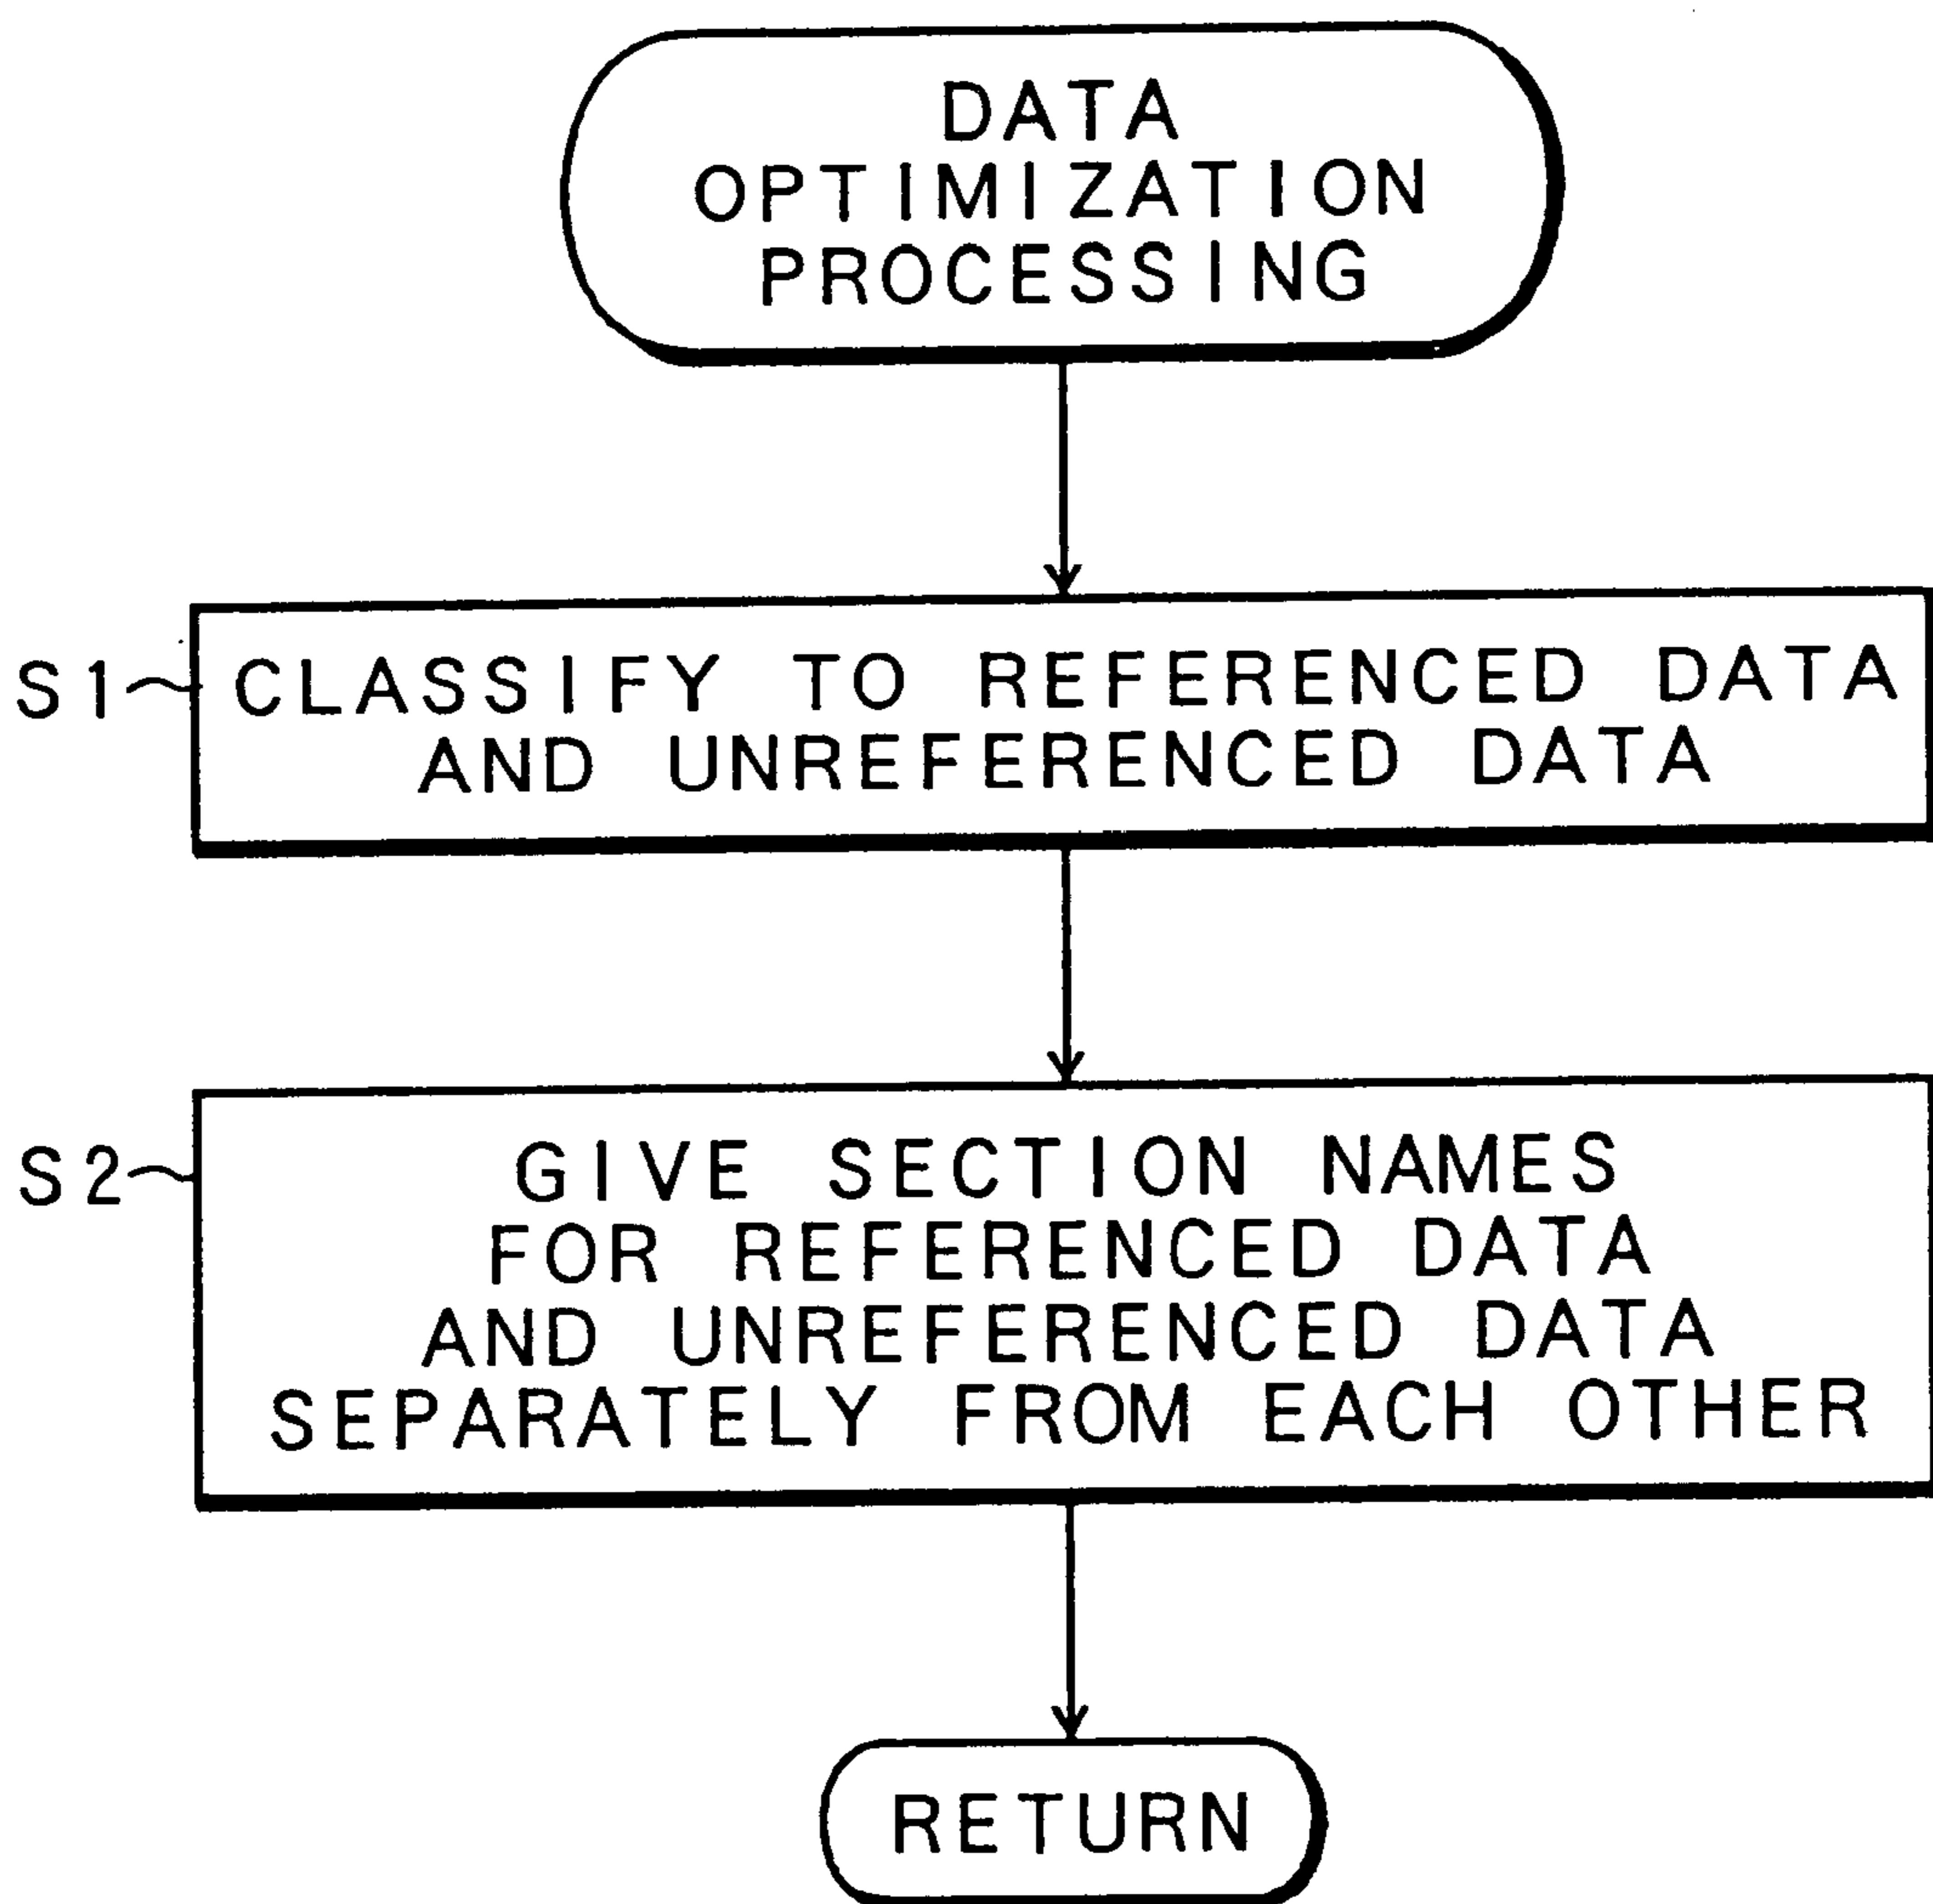 DATA
OPTIMIZATION
PROCESSING
S1
CLASSIFY TO REFERENCED DATA
AND UNREFERENCED DATA
S2
GIVE SECTION NAMES
FOR REFERENCED DATA
AND UNREFERENCED DATA
SEPARATELY FROM EACH OTHER
RETURN